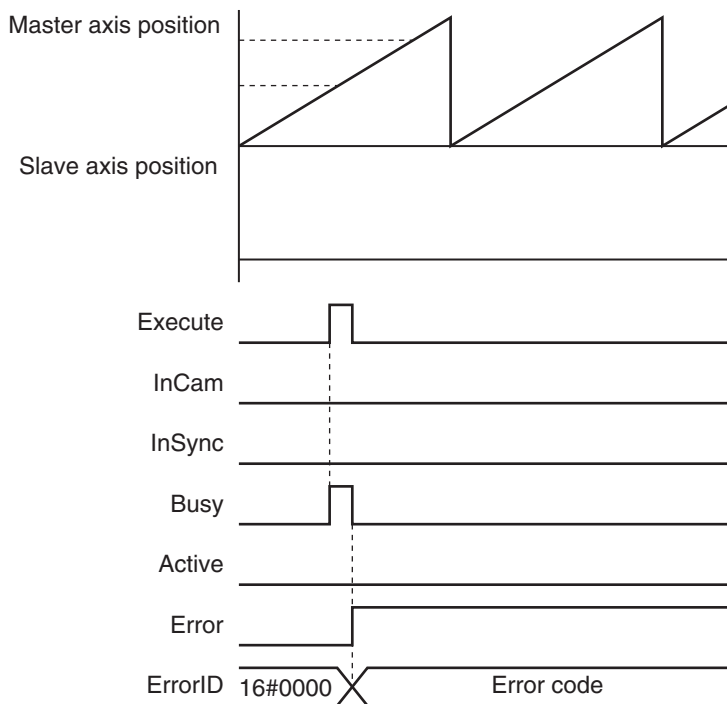 Master axis position
Slave axis position
Execute
InCam
InSync
Busy
Active
Error
ErrorID 16#0000 Error code